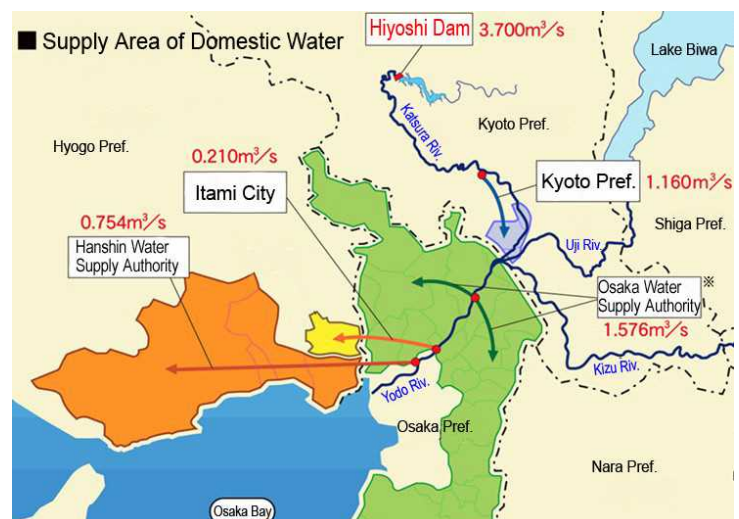 ■ Supply Area of Domestic Water
Hiyoshi Dam 3.700m³/s
Lake Biwa
Katsura Riv.
Kyoto Pref.
Hyogo Pref.
0.210m³/s
Itami City
Kyoto Pref. 1.160m³/s
0.754m³/s
Hanshin Water
Supply Authority
Shiga Pref.
Uji Riv.
Osaka Water
Supply Authority
※
1.576m³/s
Kizu Riv.
Yodo Riv.
Osaka Pref.
Nara Pref.
Osaka Bay